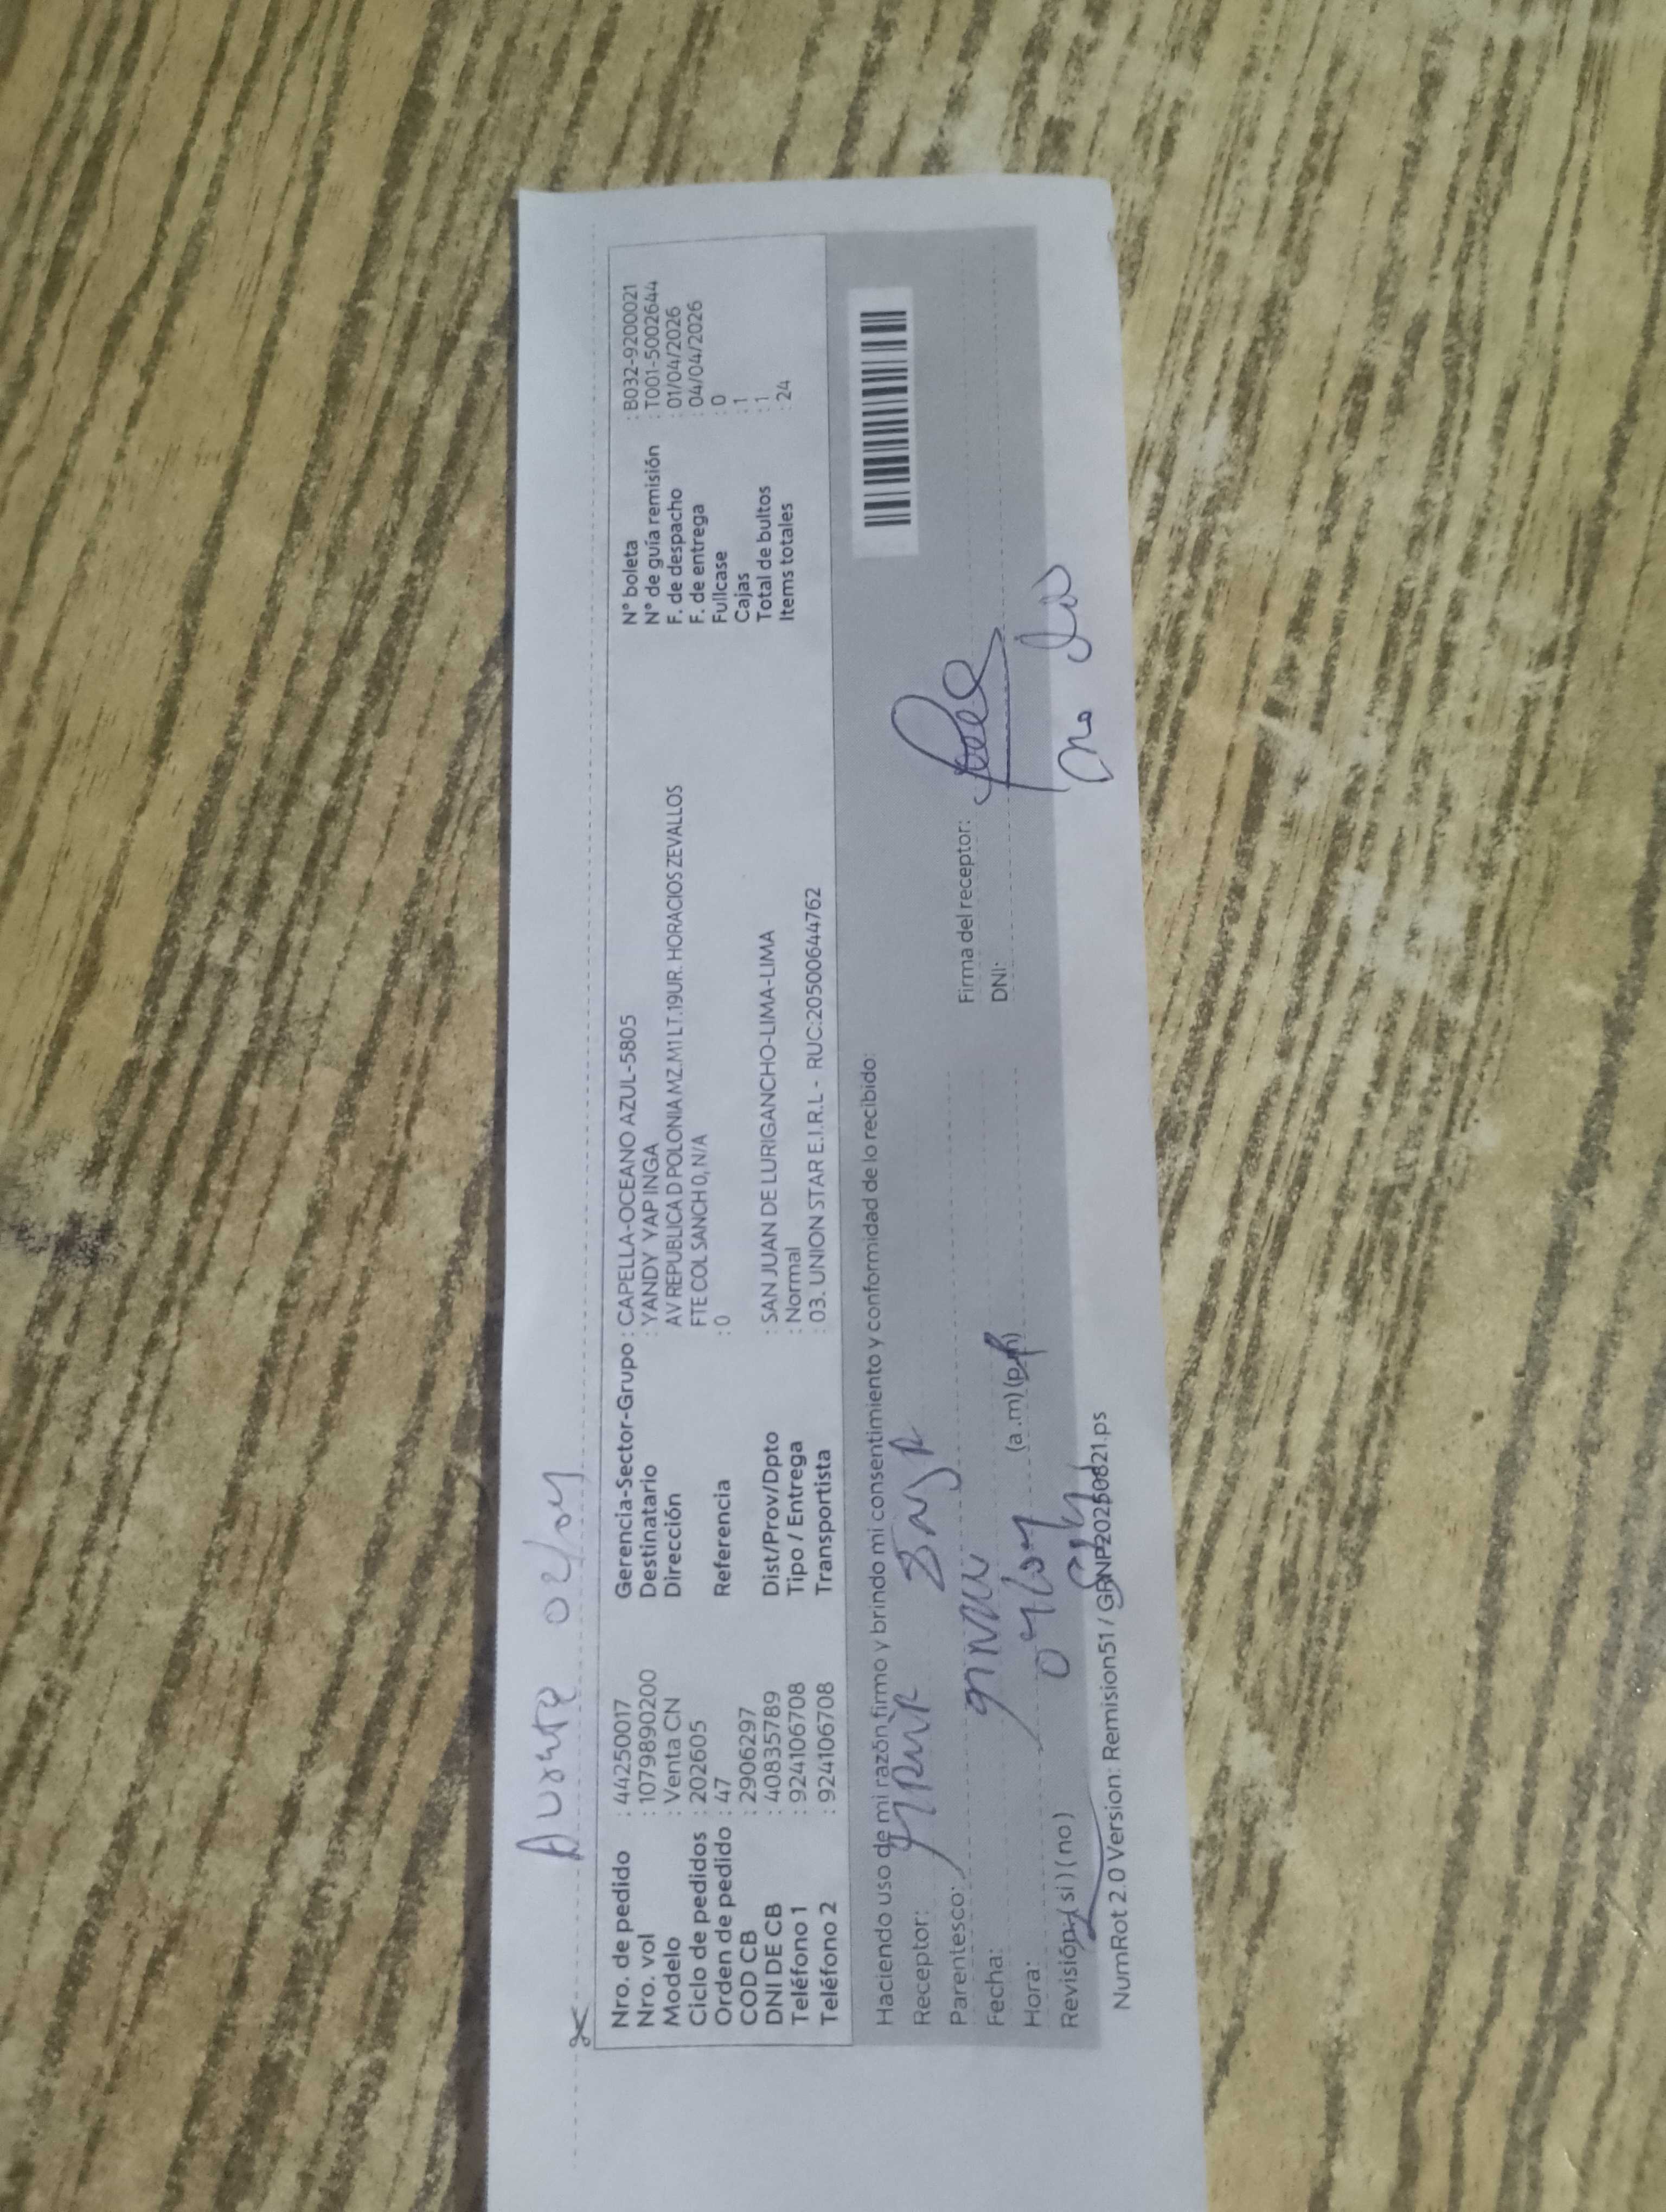 Ausente 02/04
Nro. de pedido : 44250017
Nro. vol : 1079890200
Modelo : Venta CN
Ciclo de pedidos : 202605
Orden de pedido : 47
COD CB : 2906297
DNI DE CB : 40835789
Teléfono 1 : 924106708
Teléfono 2 : 924106708
Gerencia-Sector-Grupo : CAPELLA-OCEANO AZUL-5805
Destinatario : YANDY YAP INGA
Dirección AV REPUBLICA D POLONIA MZ.M1 LT.19UR. HORACIOS ZEVALLOS
FTE COL SANCH 0, N/A
Referencia : 0
Dist/Prov/Dpto : SAN JUAN DE LURIGANCHO-LIMA-LIMA
Tipo / Entrega : Normal
Transportista : 03. UNION STAR E.I.R.L - RUC:20500644762
N° boleta : B032-9200021
N° de guía remisión : T001-5002644
F. de despacho : 01/04/2026
F. de entrega : 04/04/2026
Fullcase : 0
Cajas : 1
Total de bultos : 1
Items totales : 24
Haciendo uso de mi razón firmo y brindo mi consentimiento y conformidad de lo recibido:
Receptor:
Parentesco:
Fecha: 04/04
Hora: (a.m) (p.m)
Revisión: (si) (no)
Firma del receptor:
DNI:
NumRot 2.0 Version: Remision51 / GRNP20250821.ps